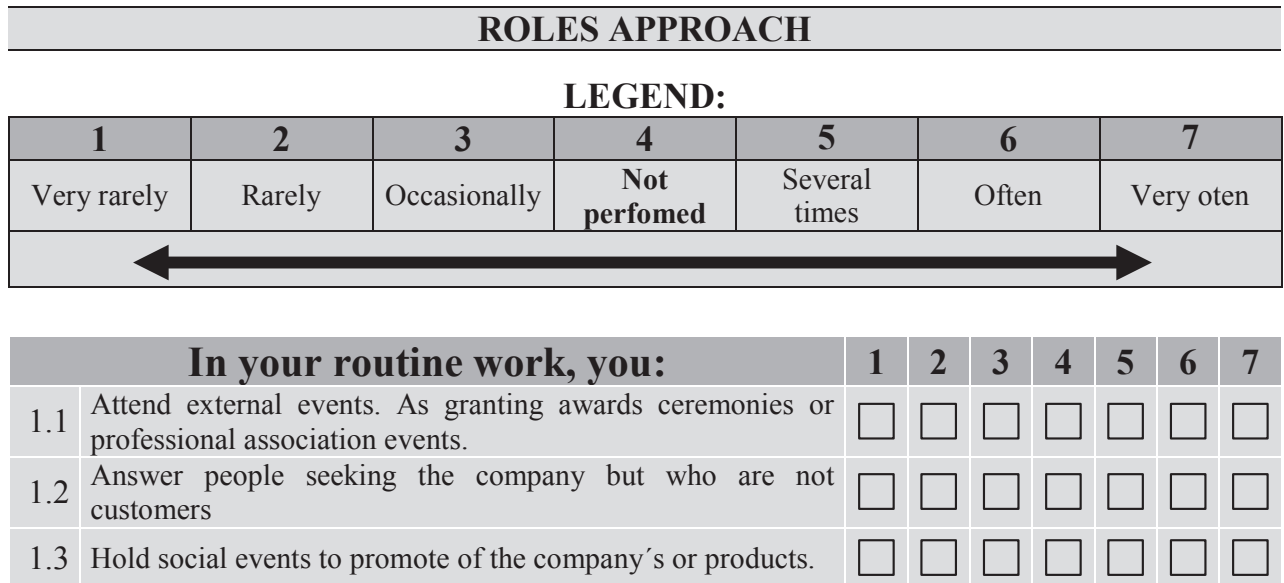 ROLES APPROACH
LEGEND:
1 2 3 4 5 6 7
Very rarely Rarely Occasionally Not perfomed Several times Often Very oten
In your routine work, you: 1 2 3 4 5 6 7
1.1 Attend external events. As granting awards ceremonies or
professional association events.
1.2 Answer people seeking the company but who are not
customers
1.3 Hold social events to promote of the company´s or products.